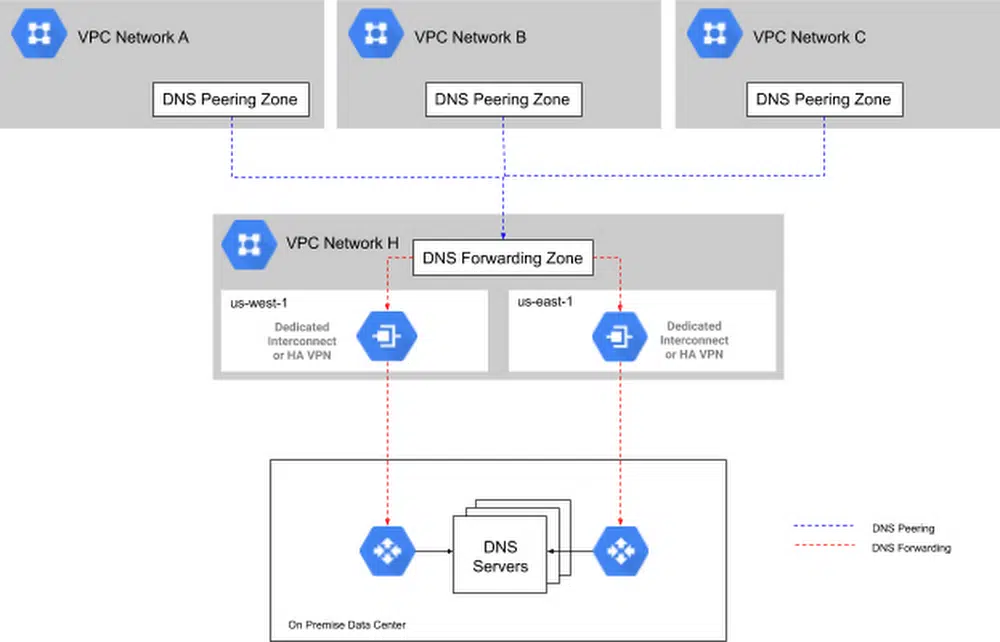 VPC Network A
VPC Network B
VPC Network C
DNS Peering Zone
DNS Peering Zone
DNS Peering Zone
VPC Network H
DNS Forwarding Zone
us-west-1
us-east-1
Dedicated
Interconnect
or HA VPN
Dedicated
Interconnect
or HA VPN
DNS
Servers
DNS Peering
DNS Forwarding
On Premise Data Center